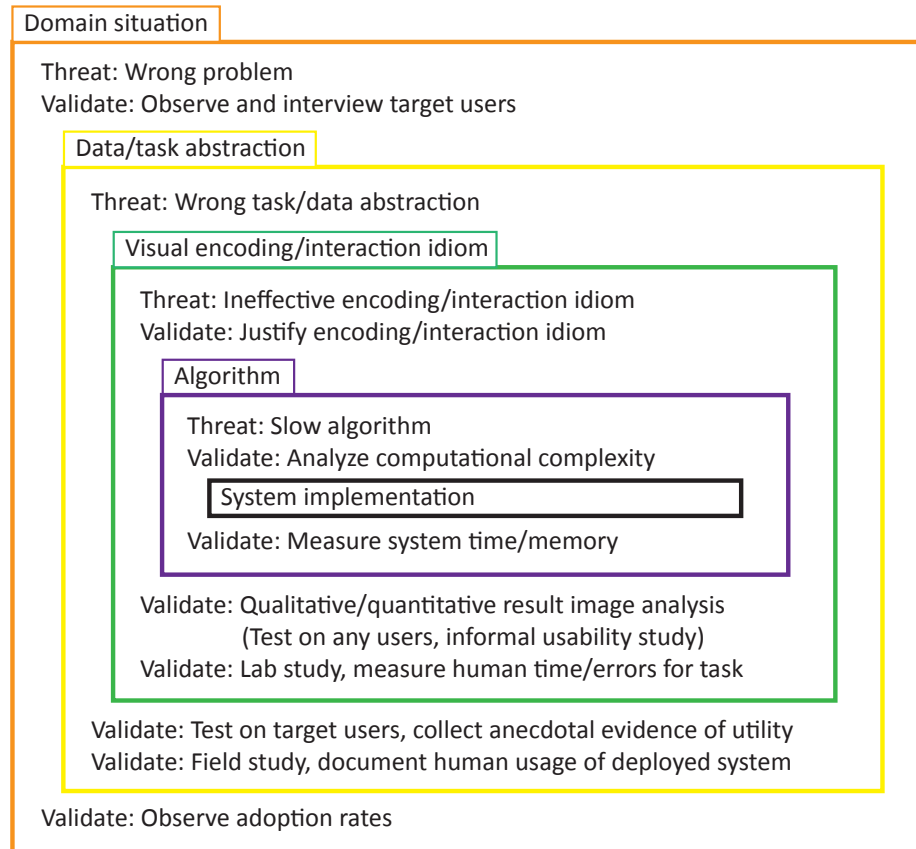 Domain situation
Threat: Wrong problem
Validate: Observe and interview target users
Data/task abstraction
Threat: Wrong task/data abstraction
Visual encoding/interaction idiom
Threat: Ineffective encoding/interaction idiom
Validate: Justify encoding/interaction idiom
Algorithm
Threat: Slow algorithm
Validate: Analyze computational complexity
System implementation
Validate: Measure system time/memory
Validate: Qualitative/quantitative result image analysis
(Test on any users, informal usability study)
Validate: Lab study, measure human time/errors for task
Validate: Test on target users, collect anecdotal evidence of utility
Validate: Field study, document human usage of deployed system
Validate: Observe adoption rates